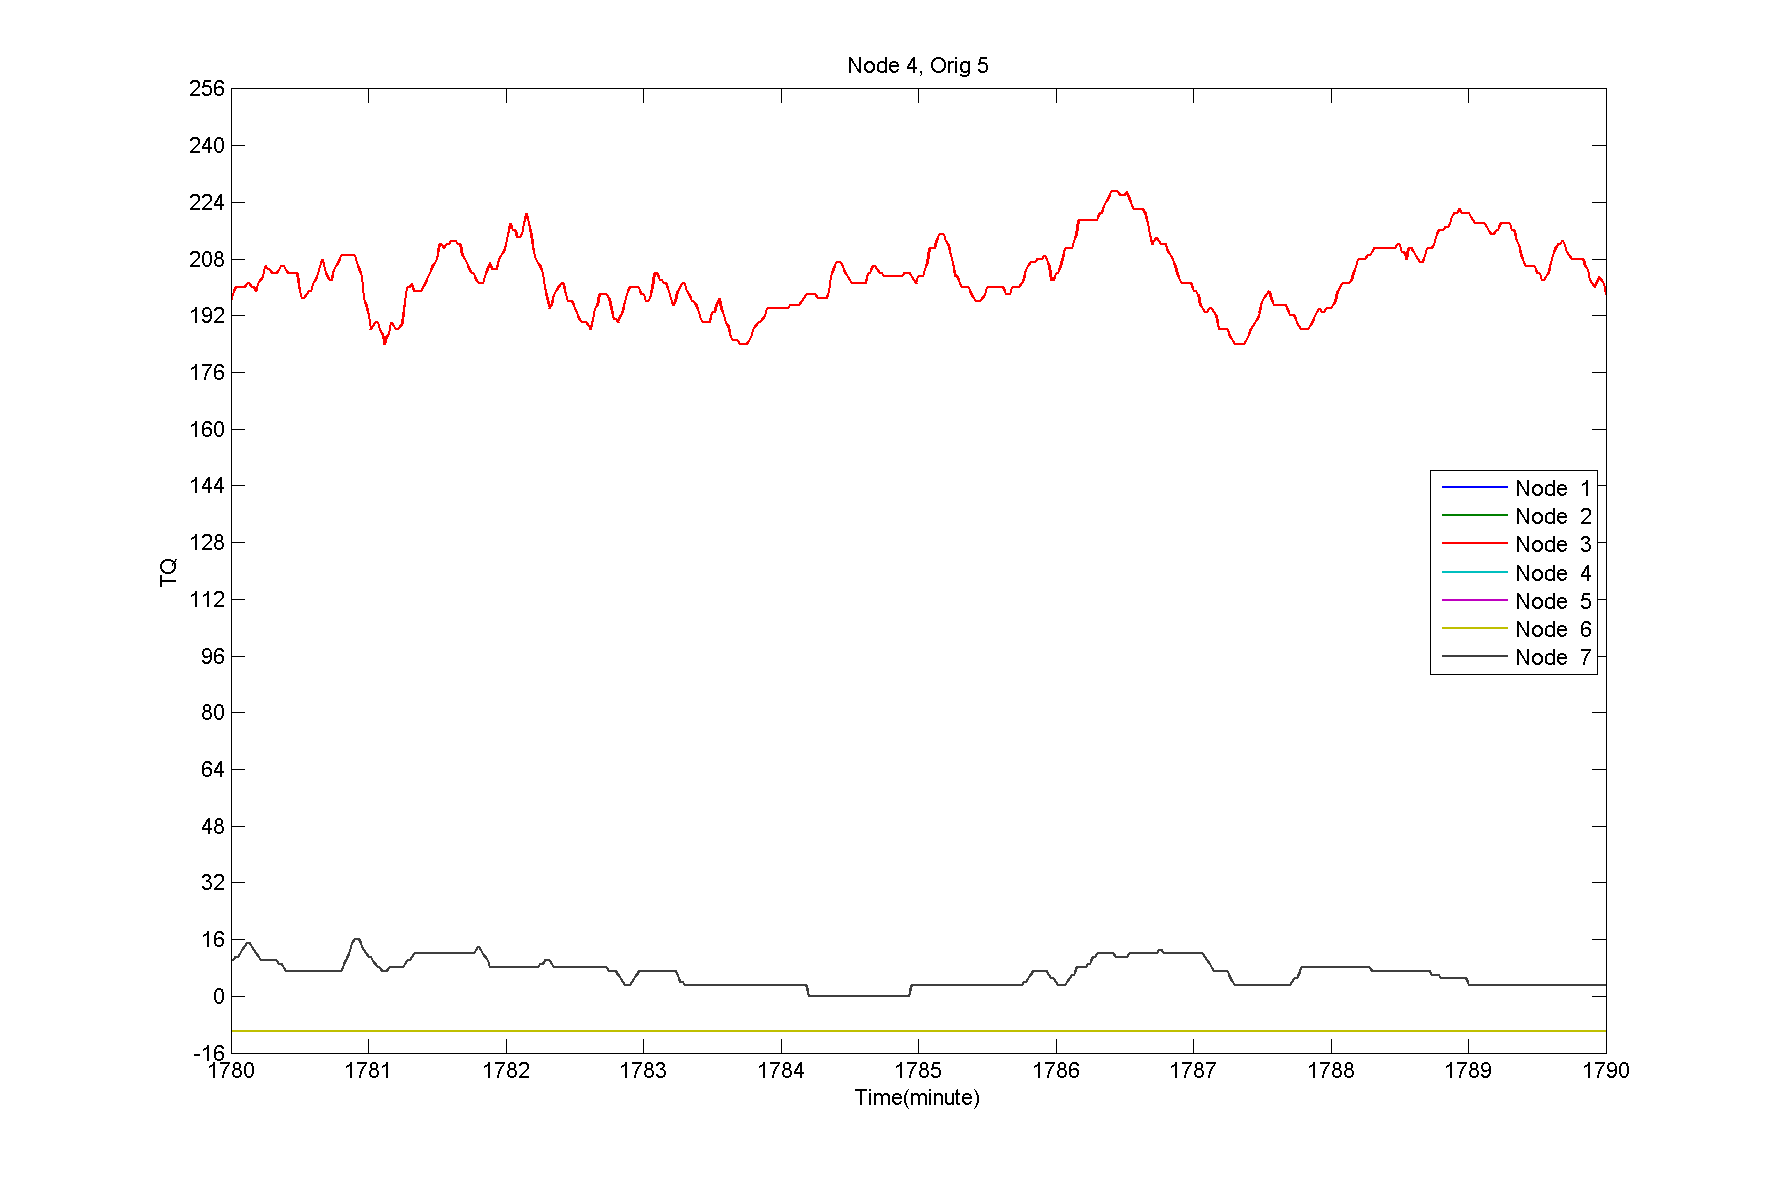 Node 4, Orig 5
256
240
224
208
192
176
160
144
128
112
96
80
64
48
32
16
0
-16
TQ
Node 1
Node 2
Node 3
Node 4
Node 5
Node 6
Node 7
1780 1781 1782 1783 1784 1785 1786 1787 1788 1789 1790
Time(minute)